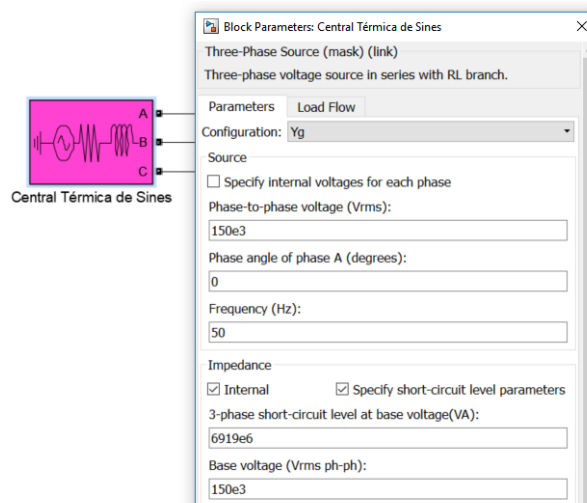 Block Parameters: Central Térmica de Sines
Three-Phase Source (mask) (link)
Three-phase voltage source in series with RL branch.
Parameters Load Flow
Configuration: Yg
Source
Specify internal voltages for each phase
Phase-to-phase voltage (Vrms):
150e3
Phase angle of phase A (degrees):
0
Frequency (Hz):
50
Impedance
Internal Specify short-circuit level parameters
3-phase short-circuit level at base voltage(VA):
6919e6
Base voltage (Vrms ph-ph):
150e3
A
B
C
Central Térmica de Sines